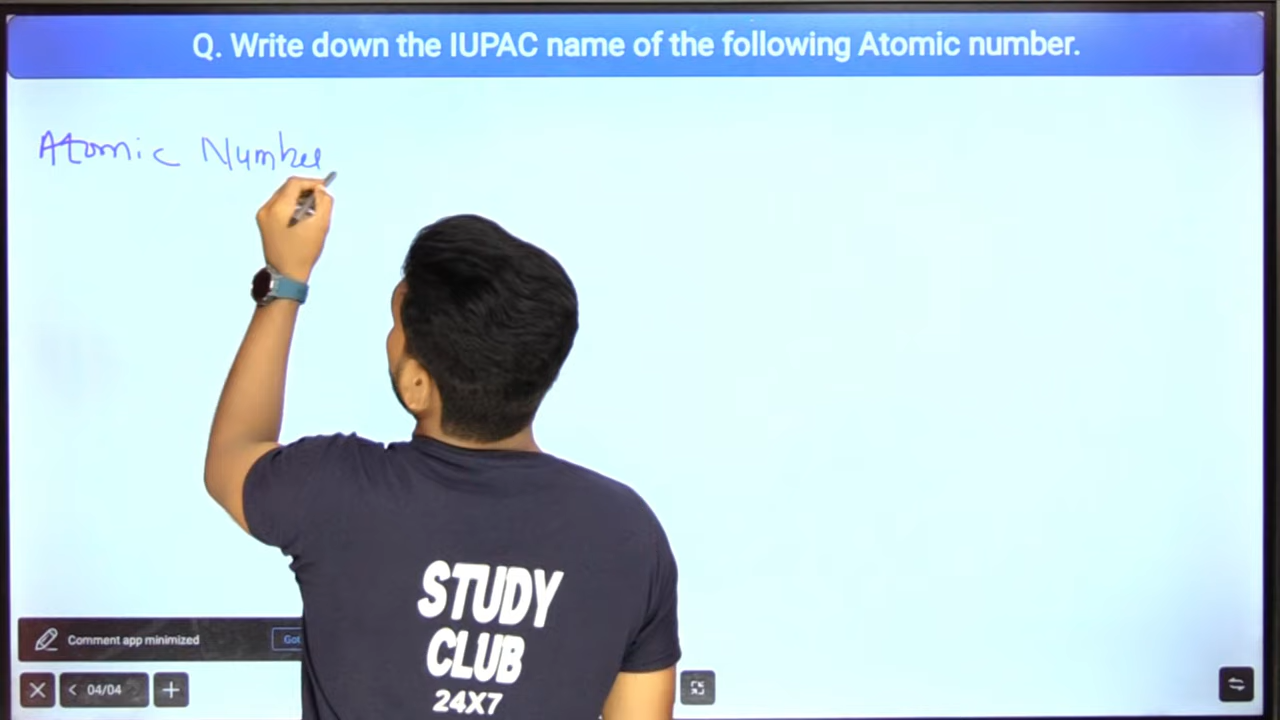 Q. Write down the IUPAC name of the following Atomic number.
Atomic Number
STUDY
CLUB
24X7
Comment app minimized
04/04